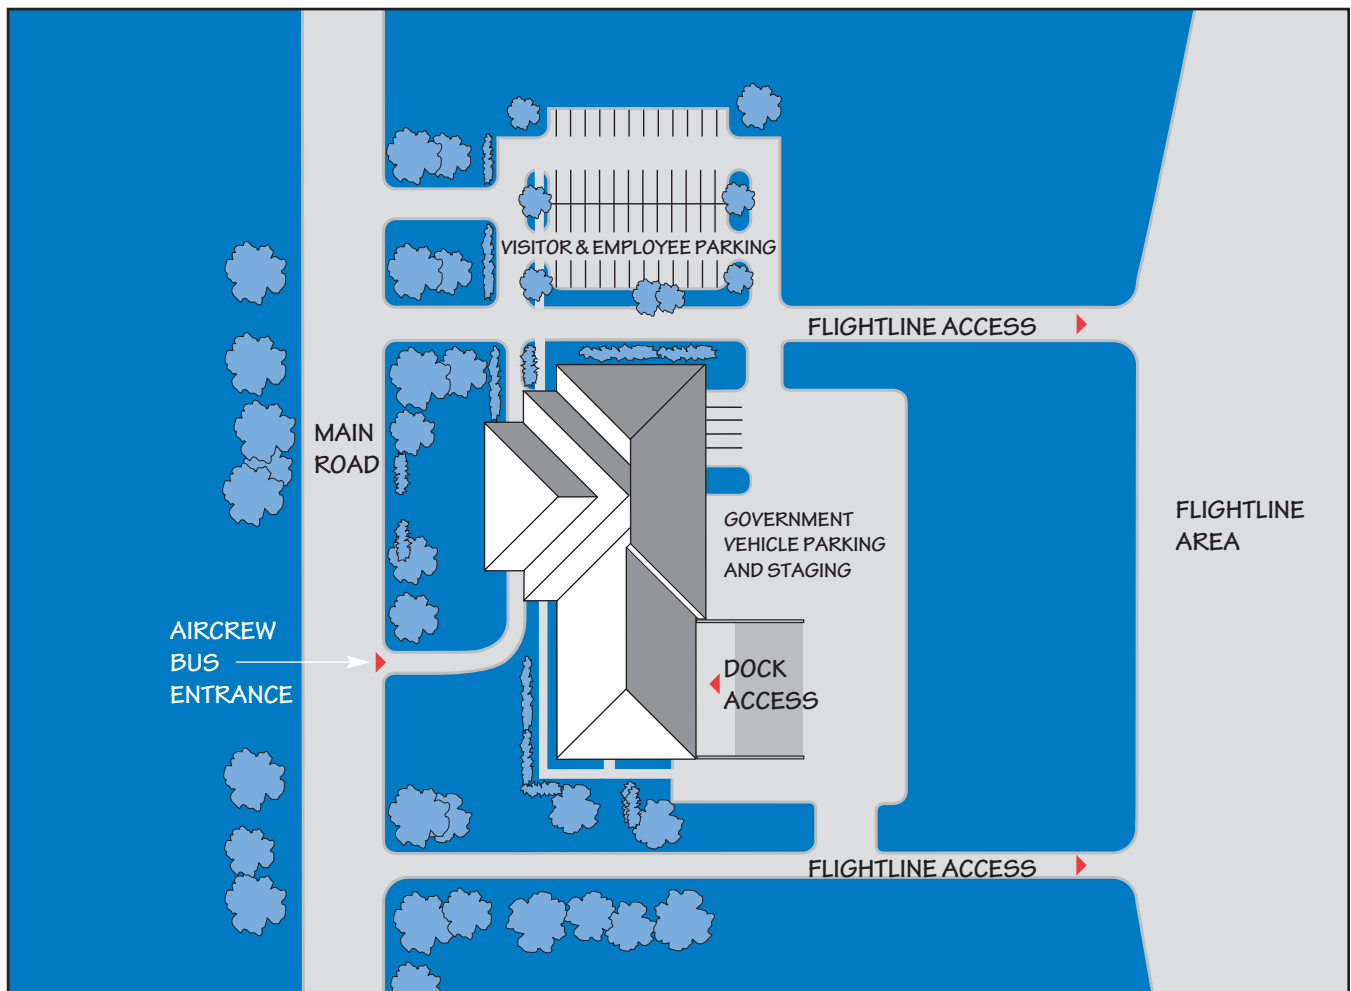 VISITOR & EMPLOYEE PARKING
FLIGHTLINE ACCESS
MAIN
ROAD
GOVERNMENT
VEHICLE PARKING
AND STAGING
FLIGHTLINE
AREA
AIRCREW
BUS
ENTRANCE
DOCK
ACCESS
FLIGHTLINE ACCESS